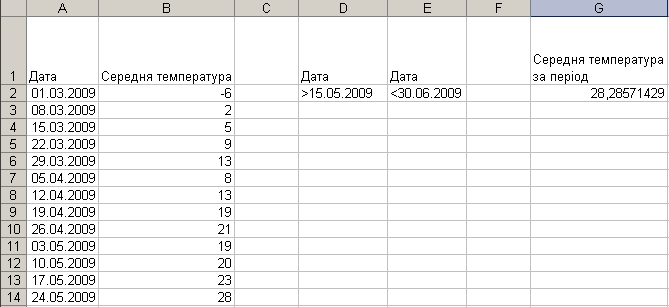 A B C D E F G
Середня температура
1 Дата Середня температура Дата Дата за період
2 01.03.2009 -6 >15.05.2009 <30.06.2009 28,28571429
3 08.03.2009 2
4 15.03.2009 5
5 22.03.2009 9
6 29.03.2009 13
7 05.04.2009 8
8 12.04.2009 13
9 19.04.2009 19
10 26.04.2009 21
11 03.05.2009 19
12 10.05.2009 20
13 17.05.2009 23
14 24.05.2009 28